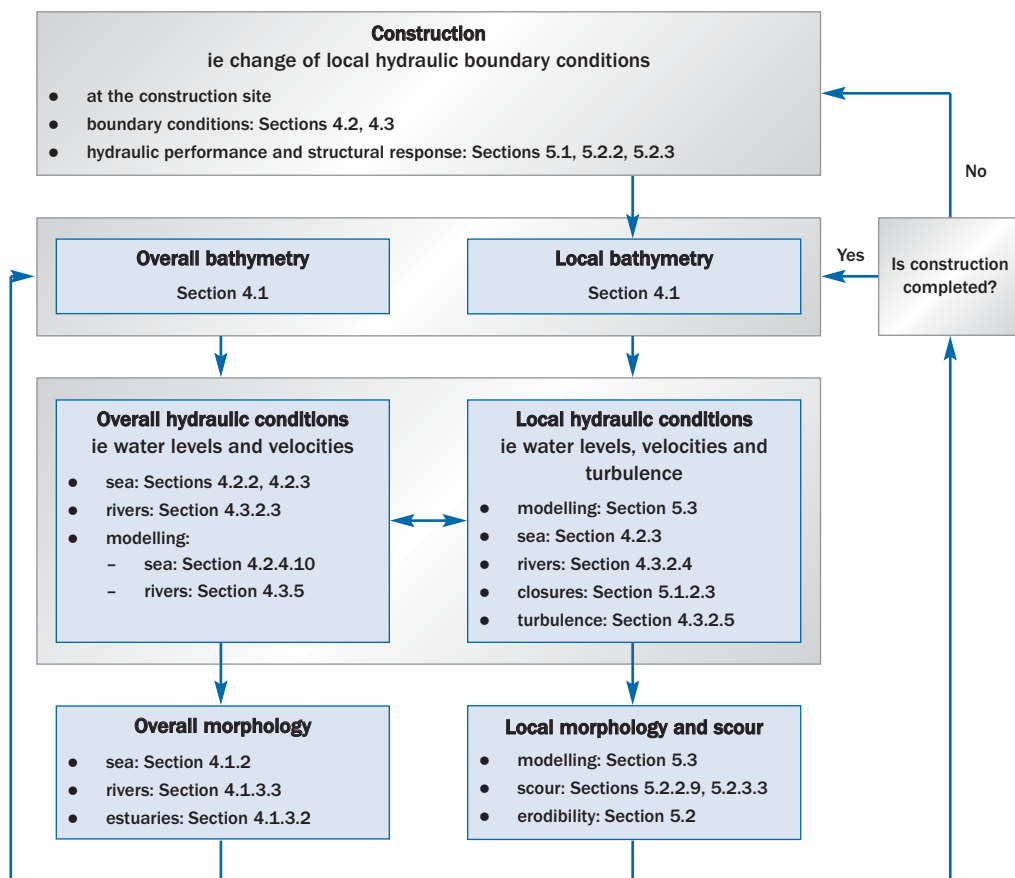 Construction
ie change of local hydraulic boundary conditions
● at the construction site
● boundary conditions: Sections 4.2, 4.3
● hydraulic performance and structural response: Sections 5.1, 5.2.2, 5.2.3
No
Overall bathymetry
Section 4.1
Local bathymetry
Section 4.1
Yes
Is construction
completed?
Overall hydraulic conditions
ie water levels and velocities
● sea: Sections 4.2.2, 4.2.3
● rivers: Section 4.3.2.3
● modelling:
– sea: Section 4.2.4.10
– rivers: Section 4.3.5
Local hydraulic conditions
ie water levels, velocities and
turbulence
● modelling: Section 5.3
● sea: Section 4.2.3
● rivers: Section 4.3.2.4
● closures: Section 5.1.2.3
● turbulence: Section 4.3.2.5
Overall morphology
● sea: Section 4.1.2
● rivers: Section 4.1.3.3
● estuaries: Section 4.1.3.2
Local morphology and scour
● modelling: Section 5.3
● scour: Sections 5.2.2.9, 5.2.3.3
● erodibility: Section 5.2